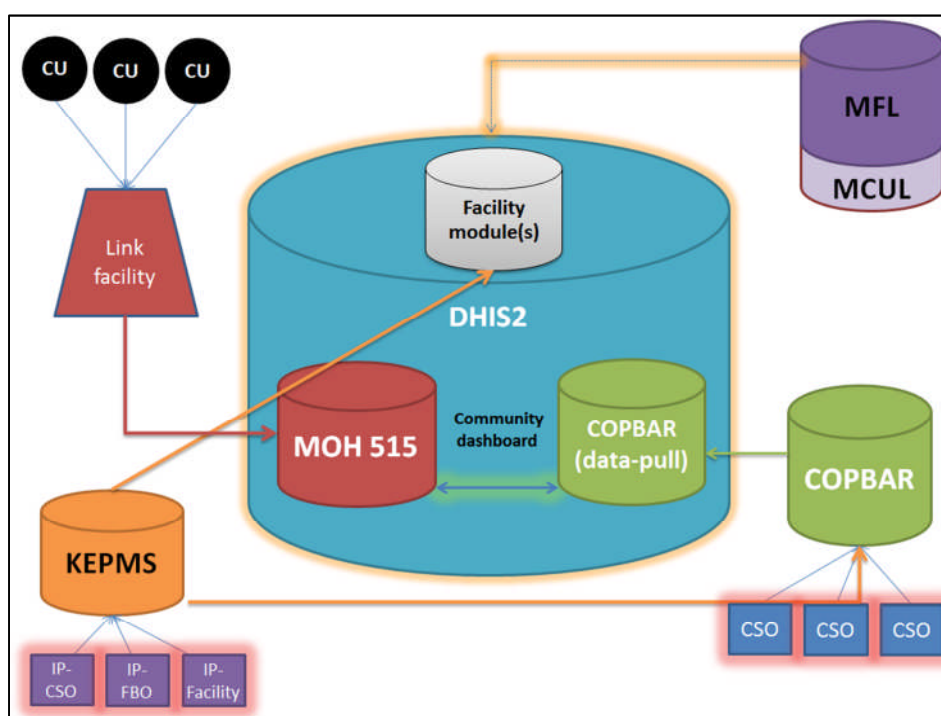 CU
CU
CU
MFL
MCUL
Facility
module(s)
Link
facility
DHIS2
Community
dashboard
MOH 515
COPBAR
(data-pull)
COPBAR
KEPMS
CSO
CSO
CSO
IP-
CSO
IP-
FBO
IP-
Facility